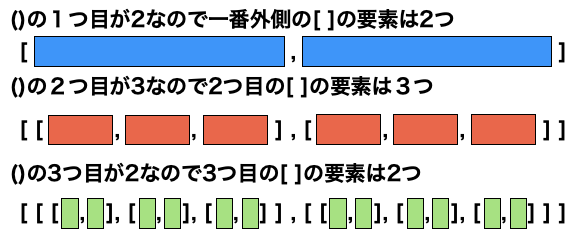 ()の１つ目が2なので一番外側の[ ]の要素は2つ
[ , ]
()の２つ目が3なので2つ目の[ ]の要素は３つ
[ [ , , ] , [ , , ] ]
()の3つ目が2なので3つ目の[ ]の要素は2つ
[ [ [ , ], [ , ], [ , ] ] , [ [ , ], [ , ], [ , ] ] ]